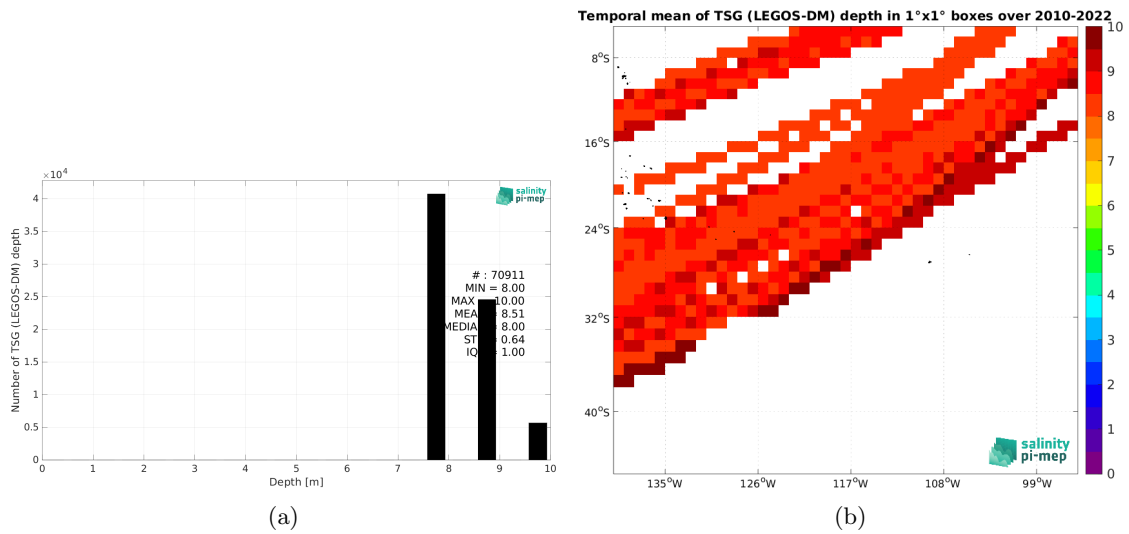 Temporal mean of TSG (LEGOS-DM) depth in 1°x1° boxes over 2010-2022
×10⁴
4
3.5
3
2.5
2
1.5
1
0.5
0
Number of TSG (LEGOS-DM) depth
salinity
pi-mep
# : 70911
MIN = 8.00
MAX = 10.00
= 8.51
= 8.00
= 0.64
= 1.00
0 1 2 3 4 5 6 7 8 9 10
Depth [m]
(a)
8°S
16°S
24°S
32°S
40°S
135°W 126°W 117°W 108°W 99°W
salinity
pi-mep
10
9
8
7
6
5
4
3
2
1
0
(b)